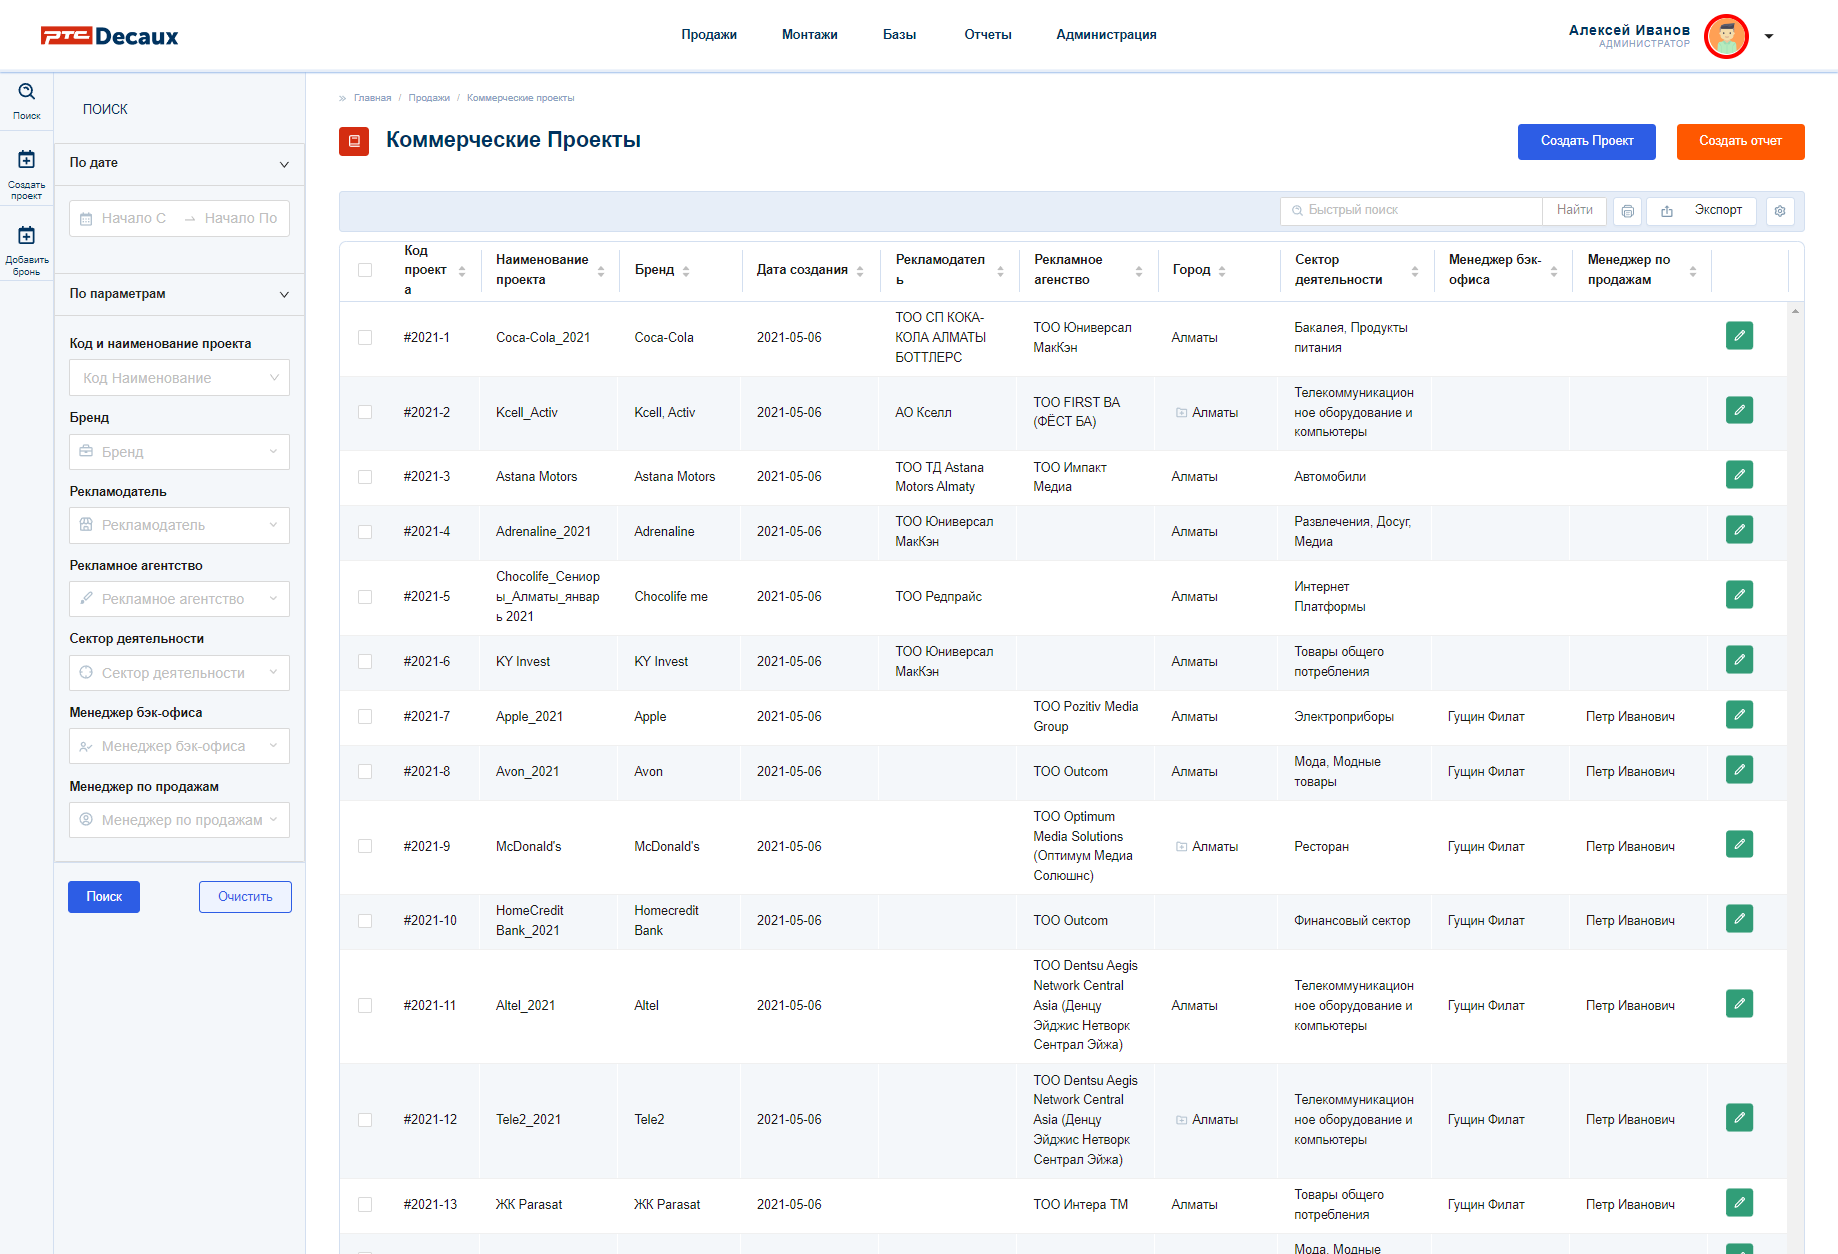 РТС Decaux
Продажи
Монтажи
Базы
Отчеты
Администрация
Алексей Иванов
АДМИНИСТРАТОР
Поиск
Создать
проект
Добавить
бронь
ПОИСК
По дате
Начало С
Начало По
По параметрам
Код и наименование проекта
Код Наименование
Бренд
Бренд
Рекламодатель
Рекламодатель
Рекламное агентство
Рекламное агентство
Сектор деятельности
Сектор деятельности
Менеджер бэк-офиса
Менеджер бэк-офиса
Менеджер по продажам
Менеджер по продажам
Поиск
Очистить
» Главная / Продажи / Коммерческие проекты
Коммерческие Проекты
Создать Проект
Создать отчет
Быстрый поиск
Найти
Экспорт
Код
проект
а
Наименование
проекта
Бренд
Дата создания
Рекламодател
ь
Рекламное
агенство
Город
Сектор
деятельности
Менеджер бэк-
офиса
Менеджер по
продажам
#2021-1
Coca-Cola_2021
Coca-Cola
2021-05-06
ТОО СП КОКА-
КОЛА АЛМАТЫ
БОТТЛЕРС
ТОО Юниверсал
МакКэн
Алматы
Бакалея, Продукты
питания
#2021-2
Kcell_Activ
Kcell, Activ
2021-05-06
АО Кселл
ТОО FIRST BA
(ФЁСТ БА)
Алматы
Телекоммуникацион
ное оборудование и
компьютеры
#2021-3
Astana Motors
Astana Motors
2021-05-06
ТОО ТД Astana
Motors Almaty
ТОО Импакт
Медиа
Алматы
Автомобили
#2021-4
Adrenaline_2021
Adrenaline
2021-05-06
ТОО Юниверсал
МакКэн
Алматы
Развлечения, Досуг,
Медиа
#2021-5
Chocolife_Сениор
ы_Алматы_январ
ь 2021
Chocolife me
2021-05-06
ТОО Редпрайс
Алматы
Интернет
Платформы
#2021-6
KY Invest
KY Invest
2021-05-06
ТОО Юниверсал
МакКэн
Алматы
Товары общего
потребления
#2021-7
Apple_2021
Apple
2021-05-06
ТОО Pozitiv Media
Group
Алматы
Электроприборы
Гущин Филат
Петр Иванович
#2021-8
Avon_2021
Avon
2021-05-06
ТОО Outcom
Алматы
Мода, Модные
товары
Гущин Филат
Петр Иванович
#2021-9
McDonald's
McDonald's
2021-05-06
ТОО Optimum
Media Solutions
(Оптимум Медиа
Солюшнс)
Алматы
Ресторан
Гущин Филат
Петр Иванович
#2021-10
HomeCredit
Bank_2021
Homecredit
Bank
2021-05-06
ТОО Outcom
Финансовый сектор
Гущин Филат
Петр Иванович
#2021-11
Altel_2021
Altel
2021-05-06
ТОО Dentsu Aegis
Network Central
Asia (Денцу
Эйджис Нетворк
Сентрал Эйжа)
Алматы
Телекоммуникацион
ное оборудование и
компьютеры
Гущин Филат
Петр Иванович
#2021-12
Tele2_2021
Tele2
2021-05-06
ТОО Dentsu Aegis
Network Central
Asia (Денцу
Эйджис Нетворк
Сентрал Эйжа)
Алматы
Телекоммуникацион
ное оборудование и
компьютеры
Гущин Филат
Петр Иванович
#2021-13
ЖК Parasat
ЖК Parasat
2021-05-06
ТОО Интера ТМ
Алматы
Товары общего
потребления
Гущин Филат
Петр Иванович
Мода, Модные